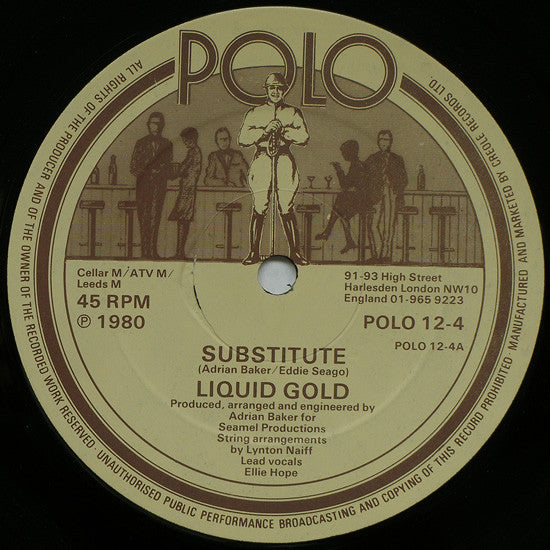 POLO
ALL RIGHTS OF THE PRODUCER AND OF THE OWNER OF THE RECORDED WORK RESERVED · UNAUTHORISED PUBLIC PERFORMANCE BROADCASTING AND COPYING OF THIS RECORD PROHIBITED · MANUFACTURED AND MARKETED BY CREOLE RECORDS LTD.
Cellar M/ATV M/
Leeds M
45 RPM
℗ 1980
91-93 High Street
Harlesden London NW10
England 01-965 9223
POLO 12-4
POLO 12-4A
SUBSTITUTE
(Adrian Baker/Eddie Seago)
LIQUID GOLD
Produced, arranged and engineered by
Adrian Baker for
Seamel Productions
String arrangements
by Lynton Naiff
Lead vocals
Ellie Hope